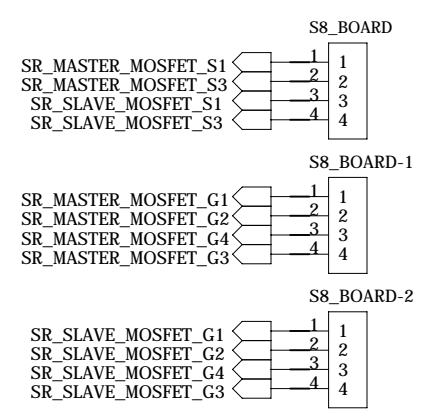 S8_BOARD
SR_MASTER_MOSFET_S1 1 1
SR_MASTER_MOSFET_S3 2 2
SR_SLAVE_MOSFET_S1 3 3
SR_SLAVE_MOSFET_S3 4 4
S8_BOARD-1
SR_MASTER_MOSFET_G1 1 1
SR_MASTER_MOSFET_G2 2 2
SR_MASTER_MOSFET_G4 3 3
SR_MASTER_MOSFET_G3 4 4
S8_BOARD-2
SR_SLAVE_MOSFET_G1 1 1
SR_SLAVE_MOSFET_G2 2 2
SR_SLAVE_MOSFET_G4 3 3
SR_SLAVE_MOSFET_G3 4 4